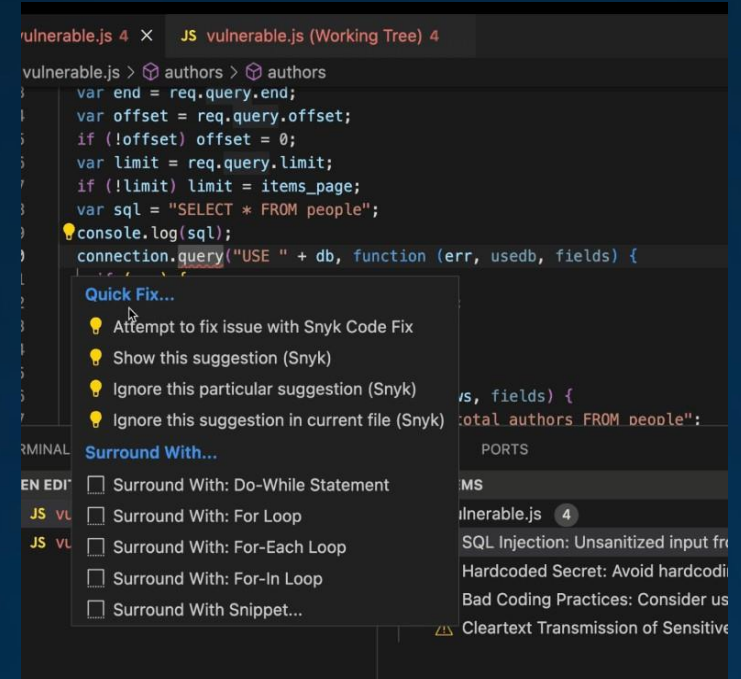 vulnerable.js 4 × JS vulnerable.js (Working Tree) 4
vulnerable.js > authors > authors
var end = req.query.end;
var offset = req.query.offset;
if (!offset) offset = 0;
var limit = req.query.limit;
if (!limit) limit = items_page;
var sql = "SELECT * FROM people";
console.log(sql);
connection.query("USE " + db, function (err, usedb, fields) {
Quick Fix...
Attempt to fix issue with Snyk Code Fix
Show this suggestion (Snyk)
Ignore this particular suggestion (Snyk)
ws, fields) {
Ignore this suggestion in current file (Snyk)
total authors FROM people":
RMINAL
Surround With...
PORTS
EN EDIT
Surround With: Do-While Statement
EMS
JS vu
Surround With: For Loop
ulnerable.js 4
JS vu
Surround With: For-Each Loop
SQL Injection: Unsanitized input fr
Surround With: For-In Loop
Hardcoded Secret: Avoid hardcodi
Surround With Snippet...
Bad Coding Practices: Consider us
Cleartext Transmission of Sensitive